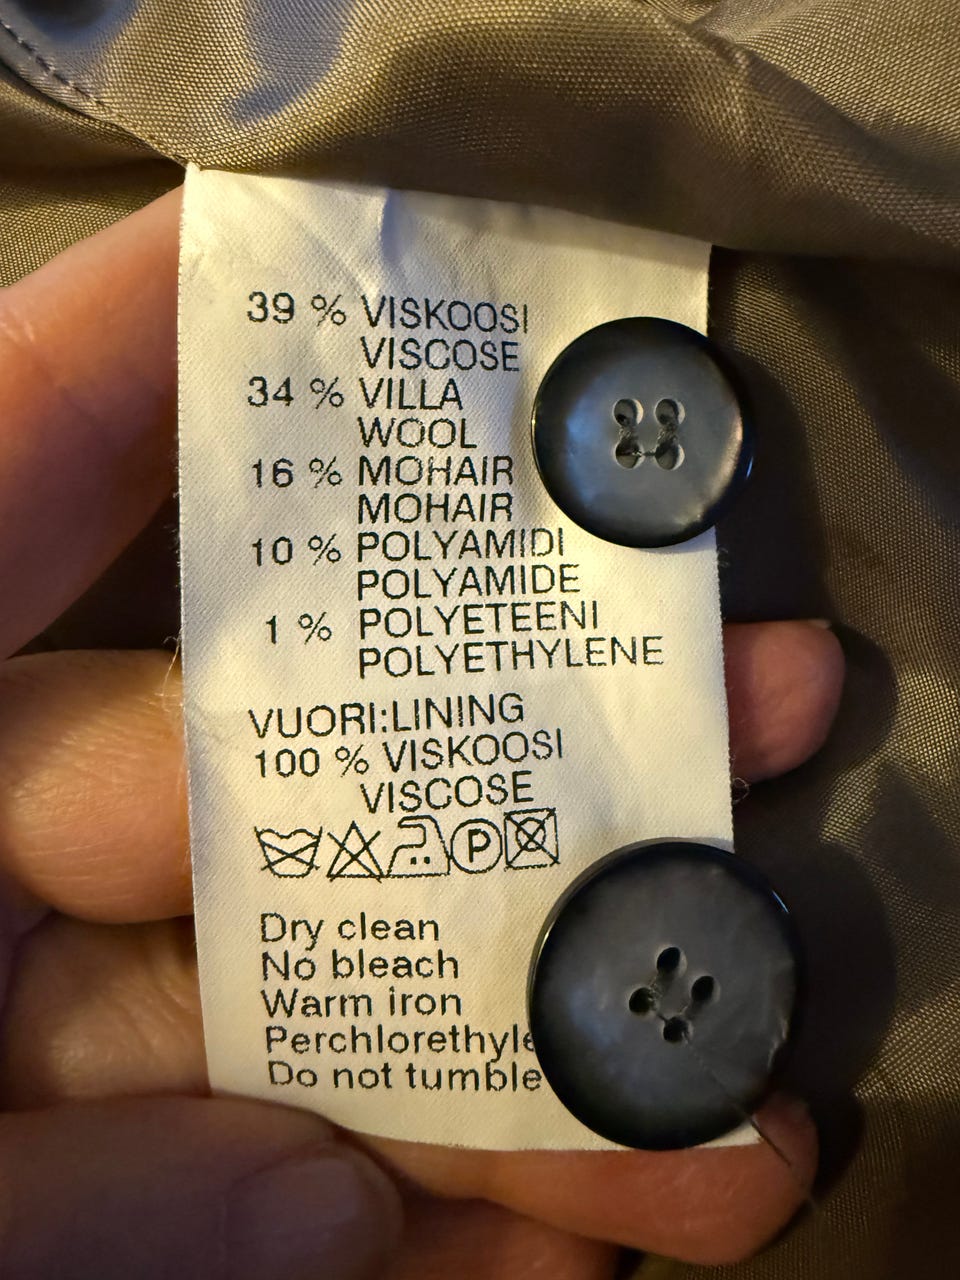 39 % VISKOOSI
VISCOSE
34 % VILLA
WOOL
16 % MOHAIR
MOHAIR
10 % POLYAMIDI
POLYAMIDE
1 % POLYETEENI
POLYETHYLENE
VUORI:LINING
100 % VISKOOSI
VISCOSE
P
Dry clean
No bleach
Warm iron
Perchlorethyle
Do not tumble